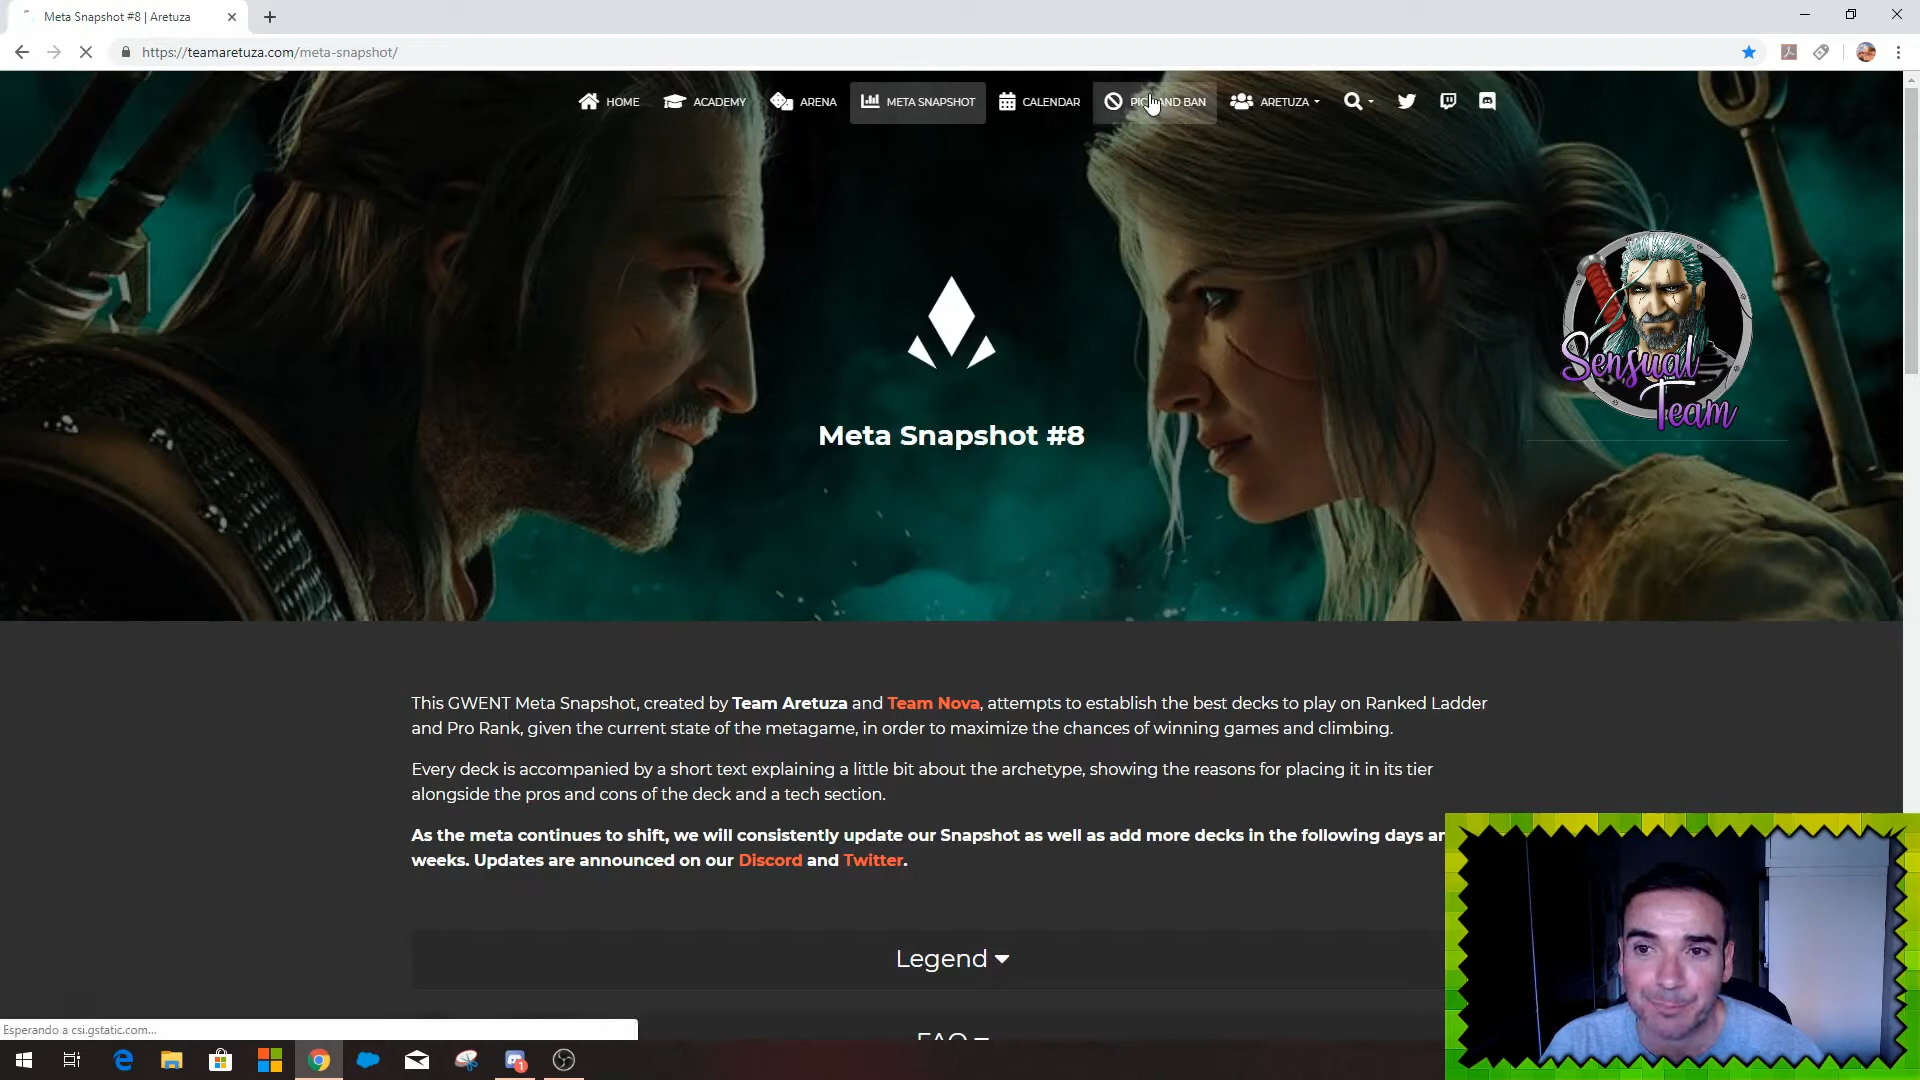 Meta Snapshot #8 | Aretuza
https://teamaretuza.com/meta-snapshot/
HOME ACADEMY ARENA META SNAPSHOT CALENDAR AND BAN ARETUZA
Sensual
Team
Meta Snapshot #8
This GWENT Meta Snapshot, created by Team Aretuza and Team Nova, attempts to establish the best decks to play on Ranked Ladder
and Pro Rank, given the current state of the metagame, in order to maximize the chances of winning games and climbing.
Every deck is accompanied by a short text explaining a little bit about the archetype, showing the reasons for placing it in its tier
alongside the pros and cons of the deck and a tech section.
As the meta continues to shift, we will consistently update our Snapshot as well as add more decks in the following days
weeks. Updates are announced on our Discord and Twitter.
Legend
FAQ
Esperando a csi.gstatic.com...
1